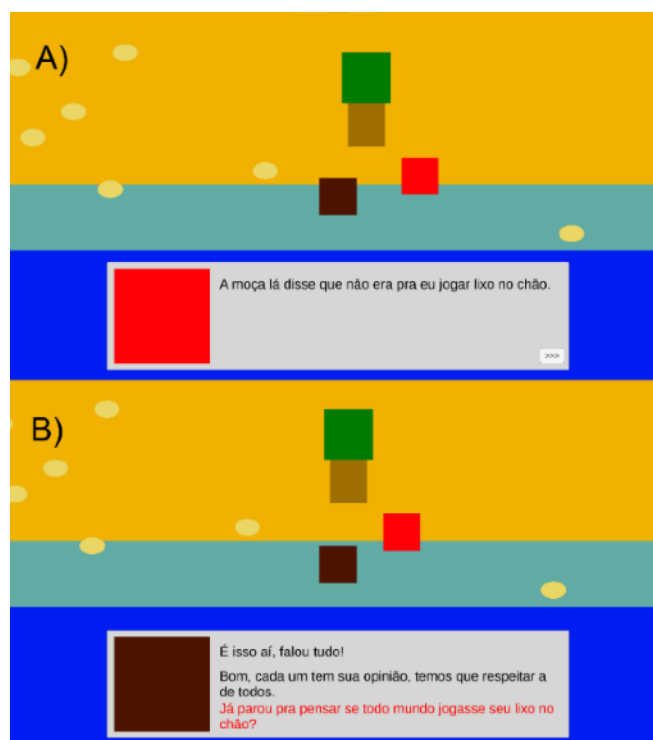 A)
A moça lá disse que não era pra eu jogar lixo no chão.
>>>
B)
É isso aí, falou tudo!
Bom, cada um tem sua opinião, temos que respeitar a
de todos.
Já parou pra pensar se todo mundo jogasse seu lixo no
chão?